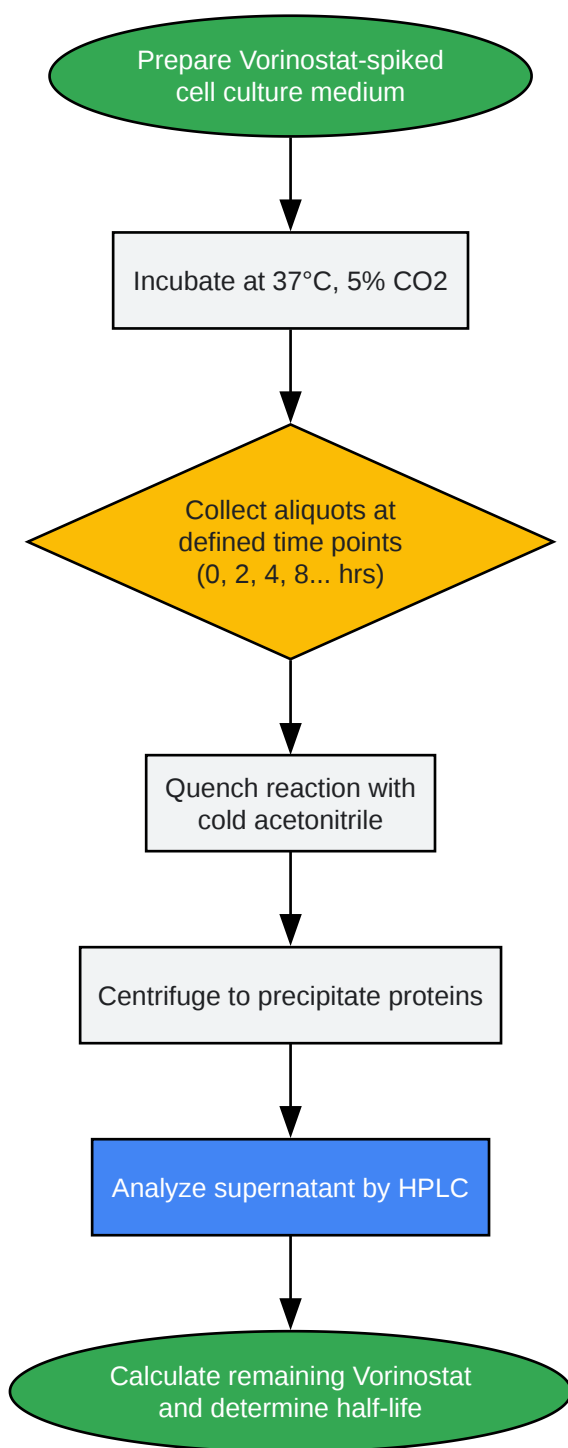 Prepare Vorinostat-spiked
cell culture medium
Incubate at 37°C, 5% CO2
Collect aliquots at
defined time points
(0, 2, 4, 8... hrs)
Quench reaction with
cold acetonitrile
Centrifuge to precipitate proteins
Analyze supernatant by HPLC
Calculate remaining Vorinostat
and determine half-life